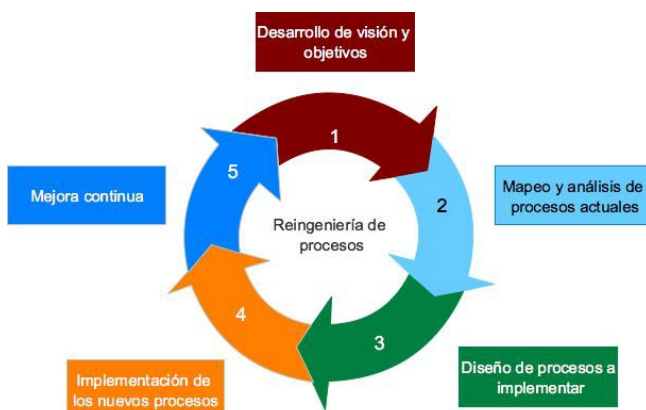 Desarrollo de visión y
objetivos
1
Mapeo y análisis de
procesos actuales
2
Diseño de procesos a
implementar
3
Implementación de
los nuevos procesos
4
Mejora continua
5
Reingeniería de
procesos